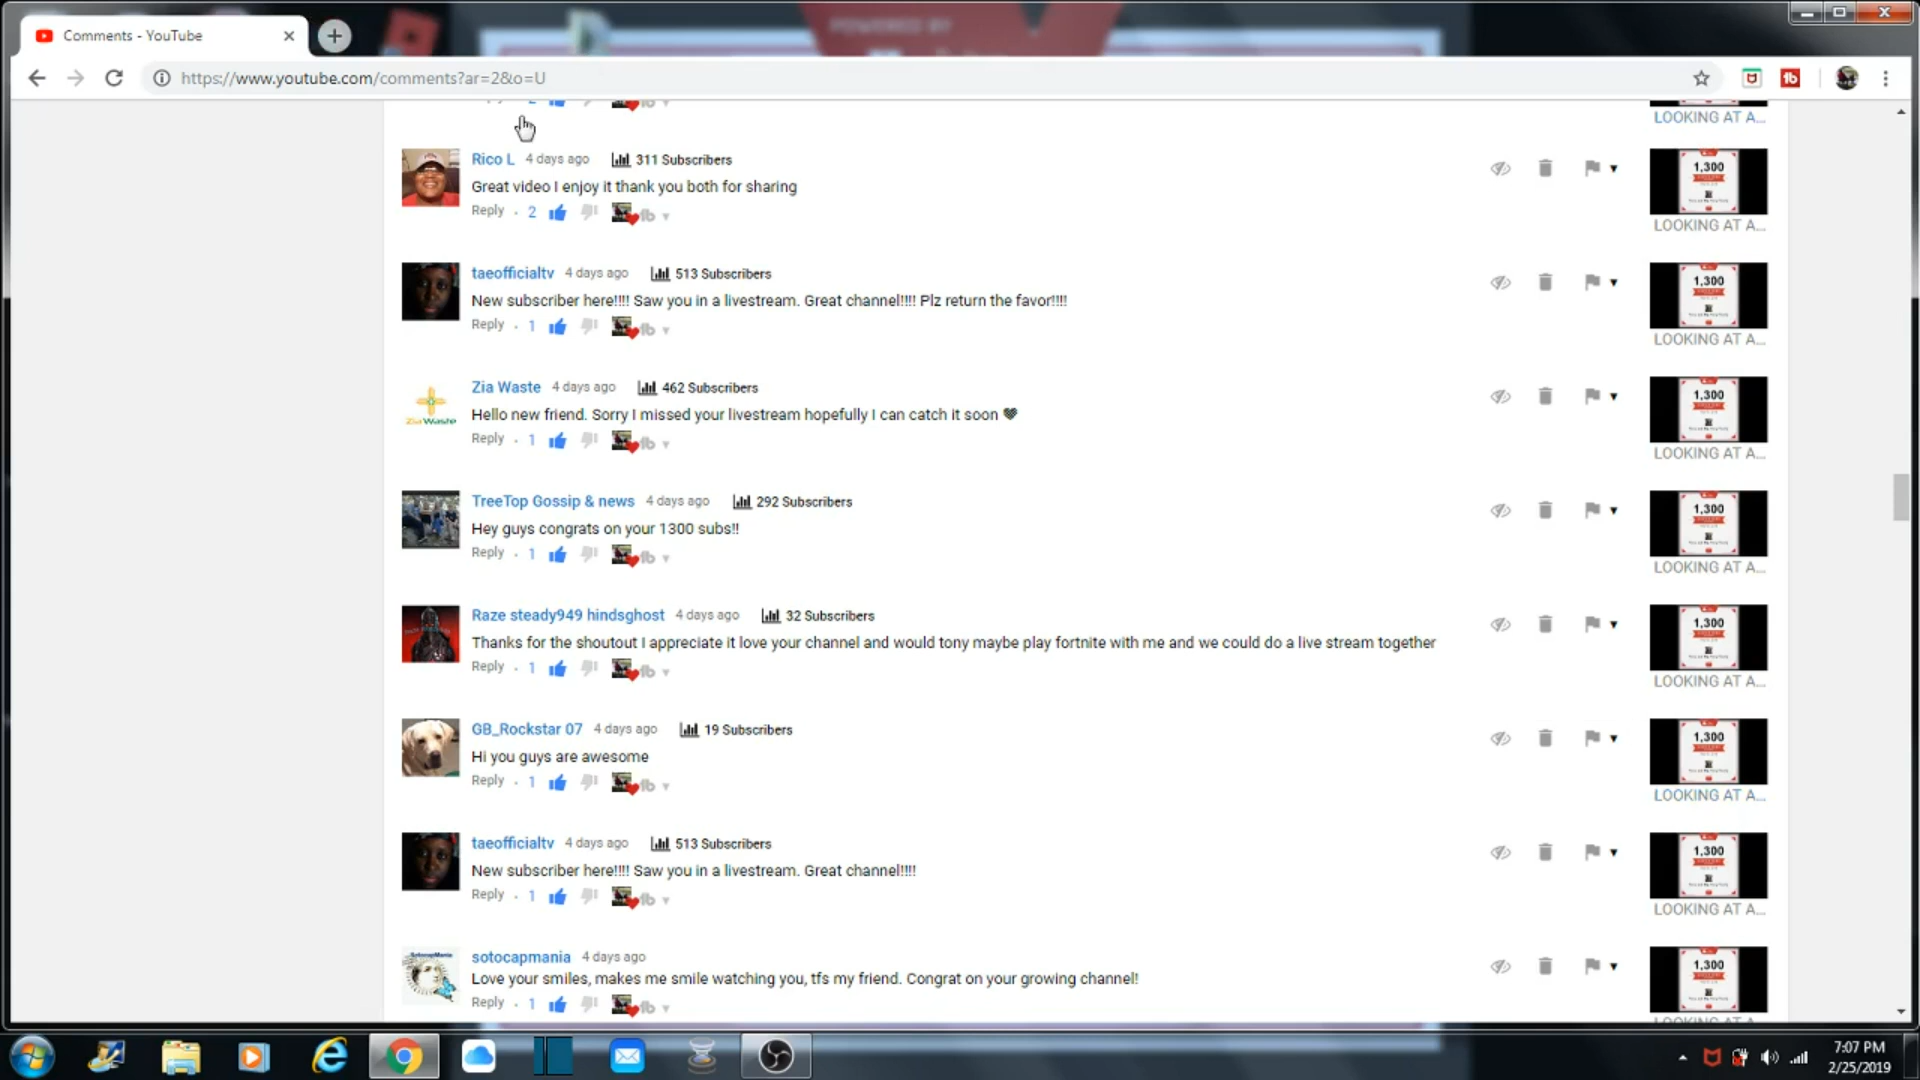 POWERED BY
Comments - YouTube
https://www.youtube.com/comments?ar=2&o=U
2
LOOKING AT A...
Rico L 4 days ago 311 Subscribers
Great video I enjoy it thank you both for sharing
Reply . 2
1,300
LOOKING AT A...
taeofficialtv 4 days ago 513 Subscribers
New subscriber here!!!! Saw you in a livestream. Great channel!!!! Plz return the favor!!!!
Reply . 1
1,300
LOOKING AT A...
Zia Waste
Zia Waste 4 days ago 462 Subscribers
Hello new friend. Sorry I missed your livestream hopefully I can catch it soon 🖤
Reply . 1
1,300
LOOKING AT A...
TreeTop Gossip & news 4 days ago 292 Subscribers
Hey guys congrats on your 1300 subs!!
Reply . 1
1,300
LOOKING AT A...
Raze steady949 hindsghost 4 days ago 32 Subscribers
Thanks for the shoutout I appreciate it love your channel and would tony maybe play fortnite with me and we could do a live stream together
Reply . 1
1,300
LOOKING AT A...
GB_Rockstar 07 4 days ago 19 Subscribers
Hi you guys are awesome
Reply . 1
1,300
LOOKING AT A...
taeofficialtv 4 days ago 513 Subscribers
New subscriber here!!!! Saw you in a livestream. Great channel!!!!
Reply . 1
1,300
LOOKING AT A...
SotocapMania
sotocapmania 4 days ago
Love your smiles, makes me smile watching you, tfs my friend. Congrat on your growing channel!
Reply . 1
1,300
LOOKING AT A...
7:07 PM
2/25/2019